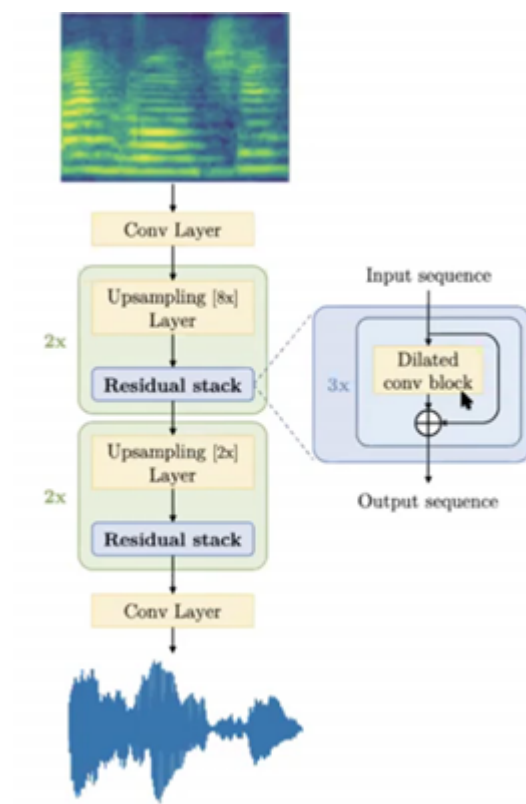 Conv Layer
Upsampling [8x]
Layer
2x
Residual stack
Upsampling [2x]
Layer
2x
Residual stack
Conv Layer
Input sequence
3x
Dilated
conv block
Output sequence